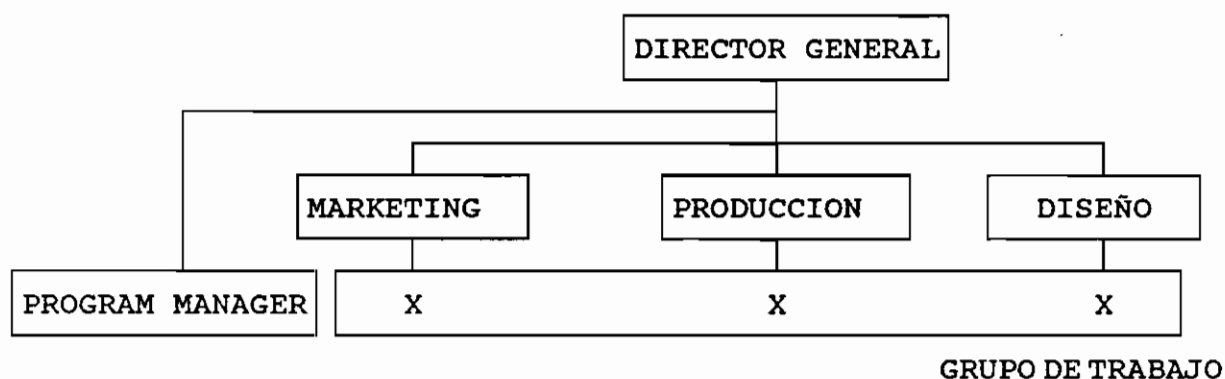 DIRECTOR GENERAL
MARKETING PRODUCCION DISEÑO
PROGRAM MANAGER X X X
GRUPO DE TRABAJO